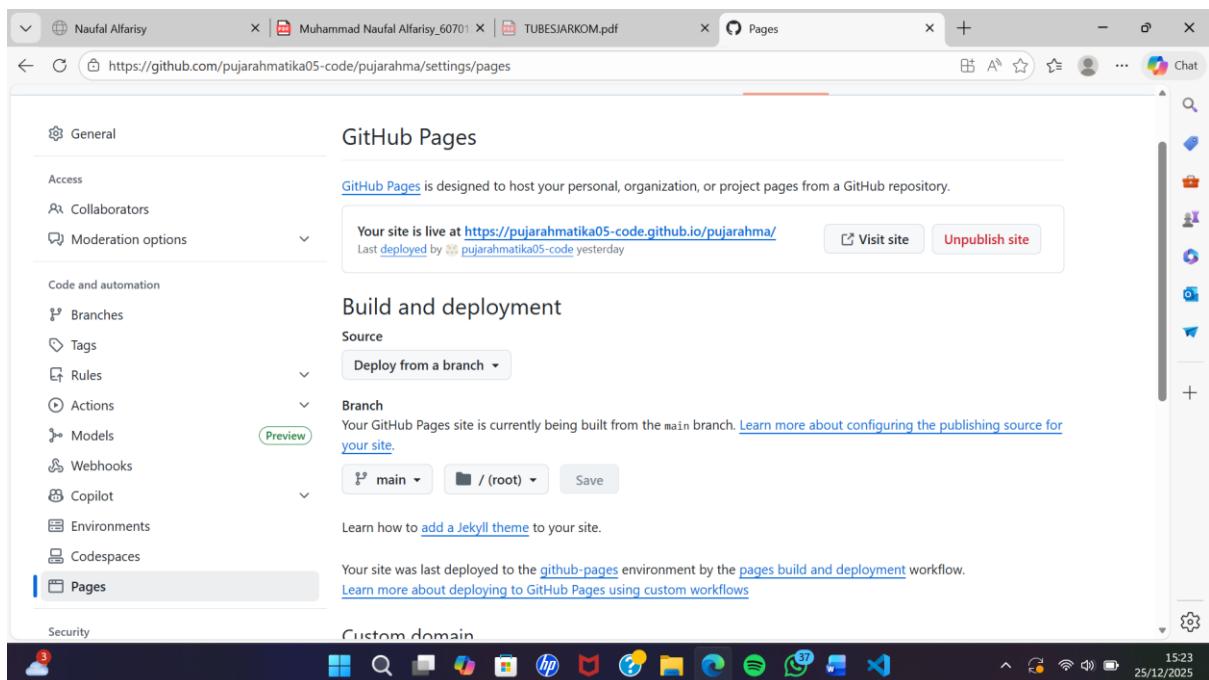 Naufal Alfarisy
Muhammad Naufal Alfarisy_60701
TUBESJARKOM.pdf
Pages
https://github.com/pujarahmatika05-code/pujarahma/settings/pages
Chat
General
Access
Collaborators
Moderation options
Code and automation
Branches
Tags
Rules
Actions
Models
Preview
Webhooks
Copilot
Environments
Codespaces
Pages
Security
GitHub Pages
GitHub Pages is designed to host your personal, organization, or project pages from a GitHub repository.
Your site is live at https://pujarahmatika05-code.github.io/pujarahma/
Last deployed by pujarahmatika05-code yesterday
Visit site
Unpublish site
Build and deployment
Source
Deploy from a branch
Branch
Your GitHub Pages site is currently being built from the main branch. Learn more about configuring the publishing source for
your site.
main
/ (root)
Save
Learn how to add a Jekyll theme to your site.
Your site was last deployed to the github-pages environment by the pages build and deployment workflow.
Learn more about deploying to GitHub Pages using custom workflows
Custom domain
3
hp
37
15:23
25/12/2025